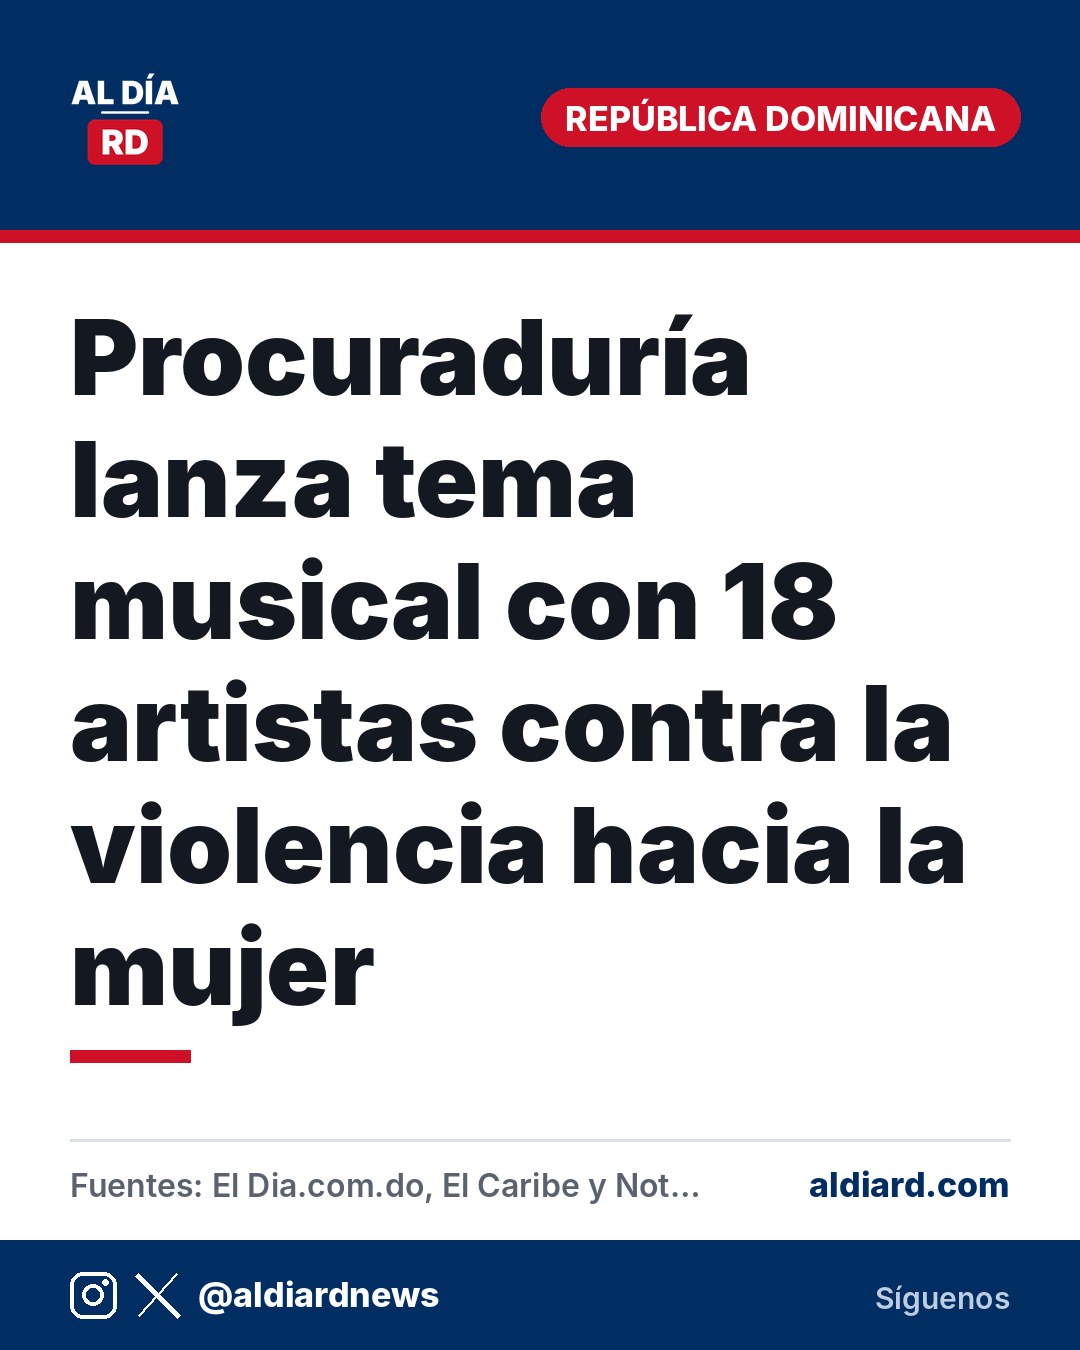 AL DÍA
RD
REPÚBLICA DOMINICANA
Procuraduría
lanza tema
musical con 18
artistas contra la
violencia hacia la
mujer
Fuentes: El Dia.com.do, El Caribe y Not...
aldiard.com
@aldiardnews
Síguenos